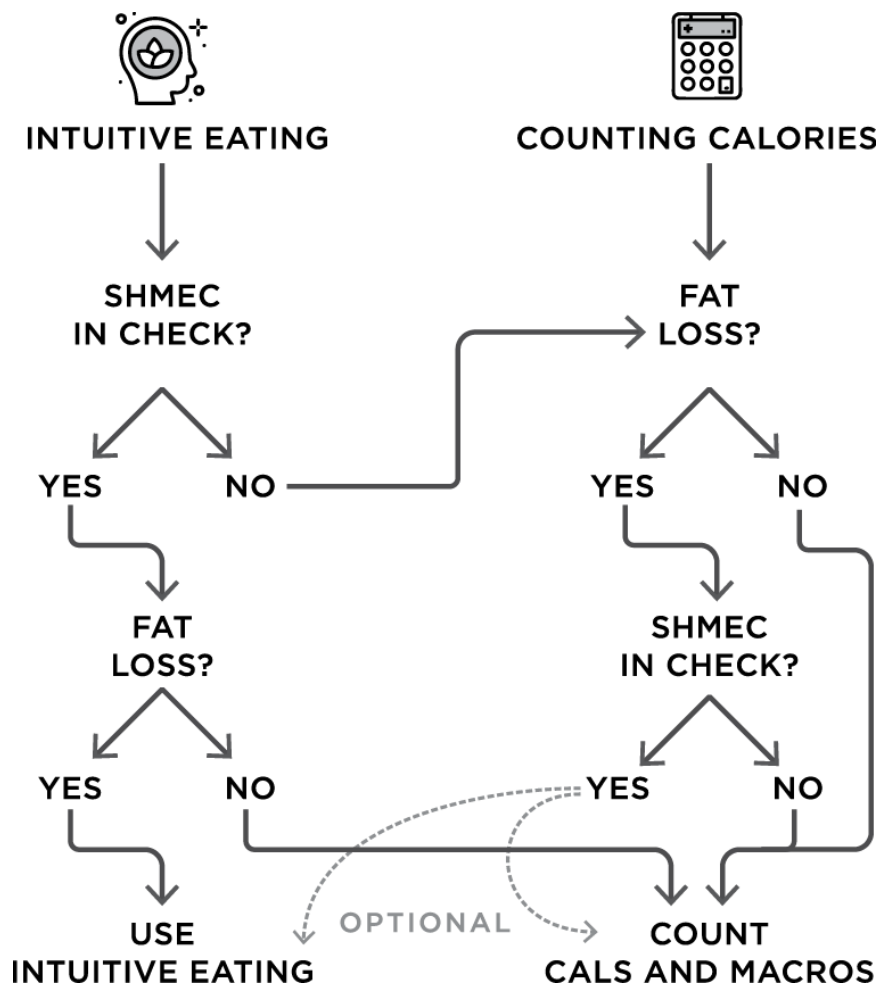 INTUITIVE EATING
COUNTING CALORIES
SHMEC
IN CHECK?
FAT
LOSS?
YES
NO
YES
NO
FAT
LOSS?
SHMEC
IN CHECK?
YES
NO
YES
NO
OPTIONAL
USE
INTUITIVE EATING
COUNT
CALS AND MACROS